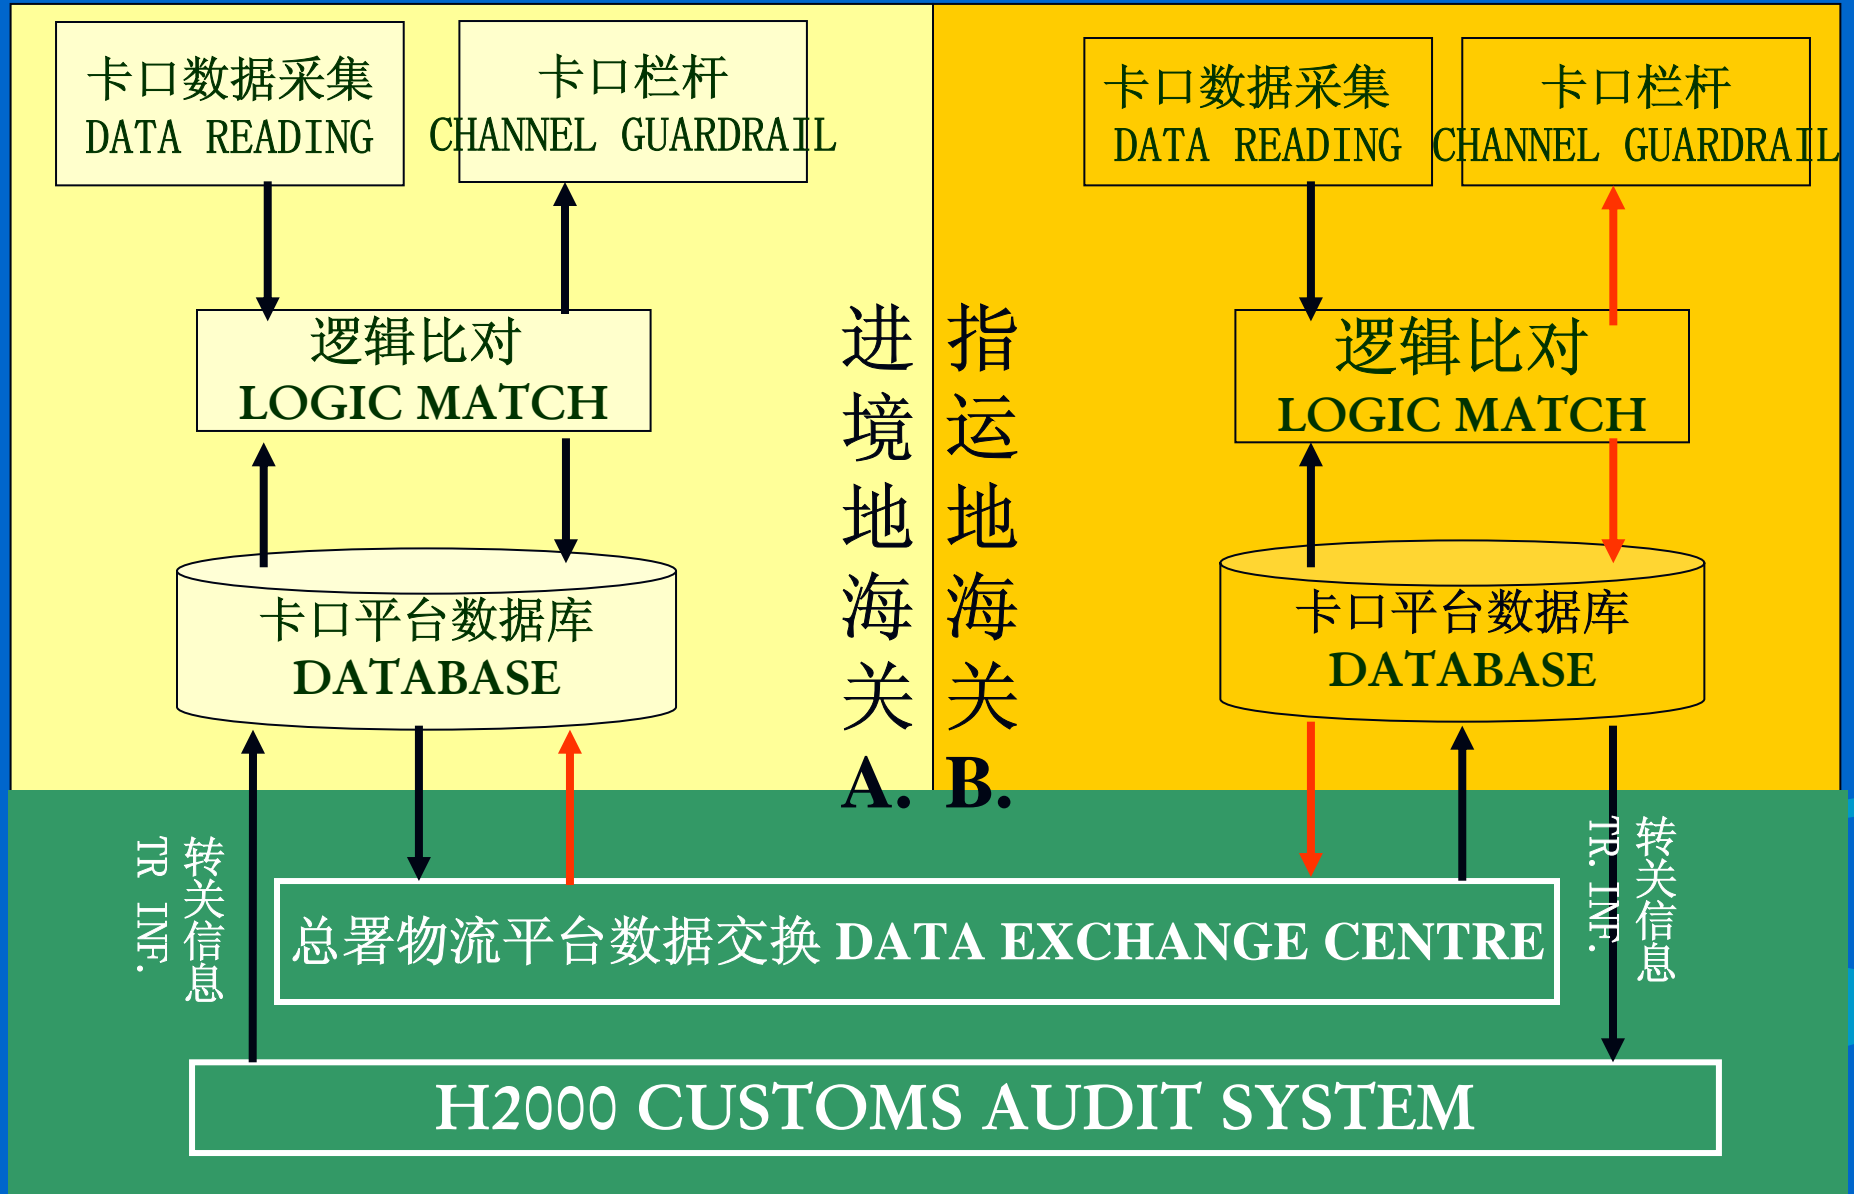 卡口数据采集
DATA READING
卡口栏杆
CHANNEL GUARDRAIL
逻辑比对
LOGIC MATCH
卡口平台数据库
DATABASE
进境地海关
A.
指运地海关
B.
卡口数据采集
DATA READING
卡口栏杆
CHANNEL GUARDRAIL
逻辑比对
LOGIC MATCH
卡口平台数据库
DATABASE
转关信息
TR INF.
总署物流平台数据交换 DATA EXCHANGE CENTRE
转关信息
TR. INF.
H2000 CUSTOMS AUDIT SYSTEM